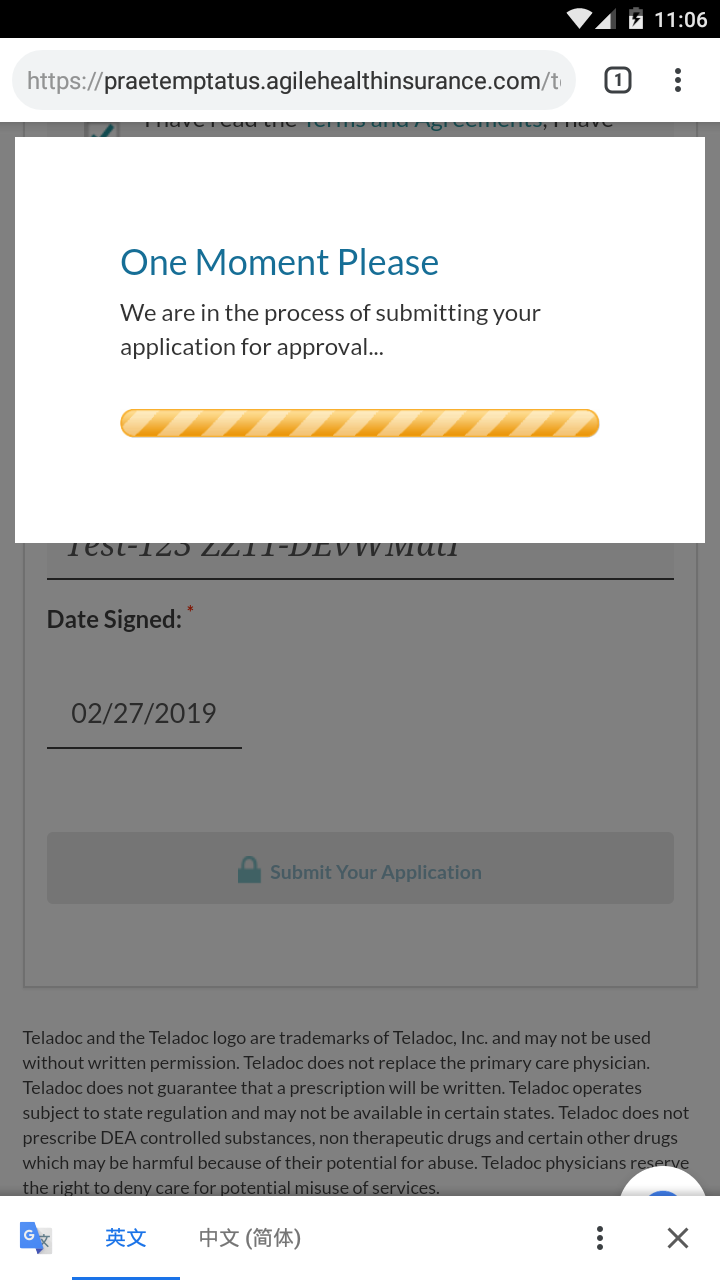 11:06
https://praetemptatus.agilehealthinsurance.com/t
1
I have read the Terms and Agreements, I have
One Moment Please
We are in the process of submitting your
application for approval...
Date Signed: *
02/27/2019
Submit Your Application
Teladoc and the Teladoc logo are trademarks of Teladoc, Inc. and may not be used
without written permission. Teladoc does not replace the primary care physician.
Teladoc does not guarantee that a prescription will be written. Teladoc operates
subject to state regulation and may not be available in certain states. Teladoc does not
prescribe DEA controlled substances, non therapeutic drugs and certain other drugs
which may be harmful because of their potential for abuse. Teladoc physicians reserve
the right to deny care for potential misuse of services.
英文
中文 (简体)